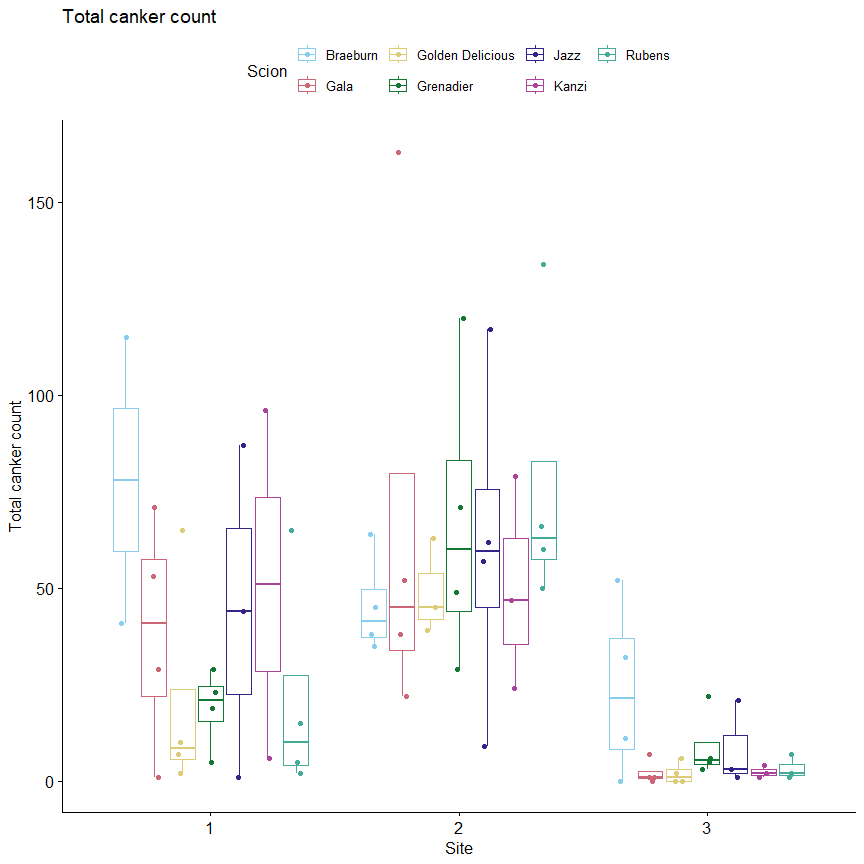 Total canker count
Scion
Braeburn Golden Delicious Jazz Rubens
Gala Grenadier Kanzi
Total canker count
150
100
50
0
1 2 3
Site